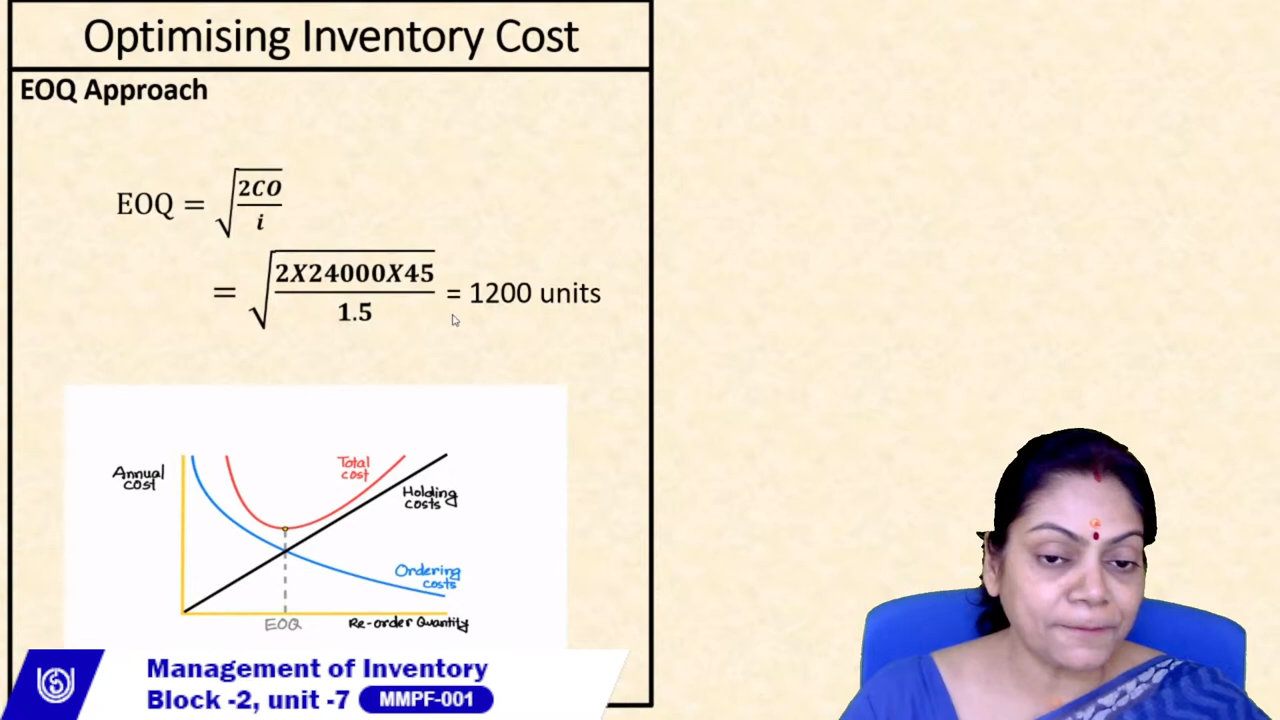 Optimising Inventory Cost
EOQ Approach
EOQ = √(2CO / i)
= √(2X24000X45 / 1.5) = 1200 units
Annual cost
Total cost
Holding costs
Ordering costs
EOQ
Re-order Quantity
Management of Inventory
Block -2, unit -7 MMPF-001